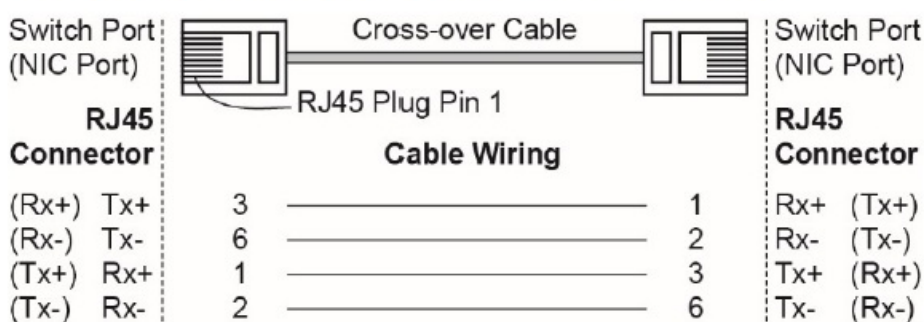 Switch Port Cross-over Cable Switch Port
(NIC Port) (NIC Port)
RJ45 Plug Pin 1
RJ45 RJ45
Connector Cable Wiring Connector
(Rx+) Tx+ 3 1 Rx+ (Tx+)
(Rx-) Tx- 6 2 Rx- (Tx-)
(Tx+) Rx+ 1 3 Tx+ (Rx+)
(Tx-) Rx- 2 6 Tx- (Rx-)